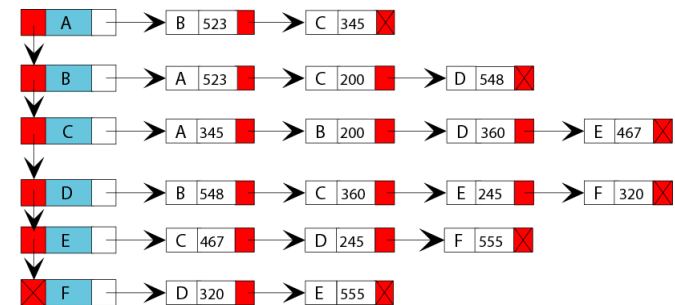 A B 523 C 345
B A 523 C 200 D 548
C A 345 B 200 D 360 E 467
D B 548 C 360 E 245 F 320
E C 467 D 245 F 555
F D 320 E 555